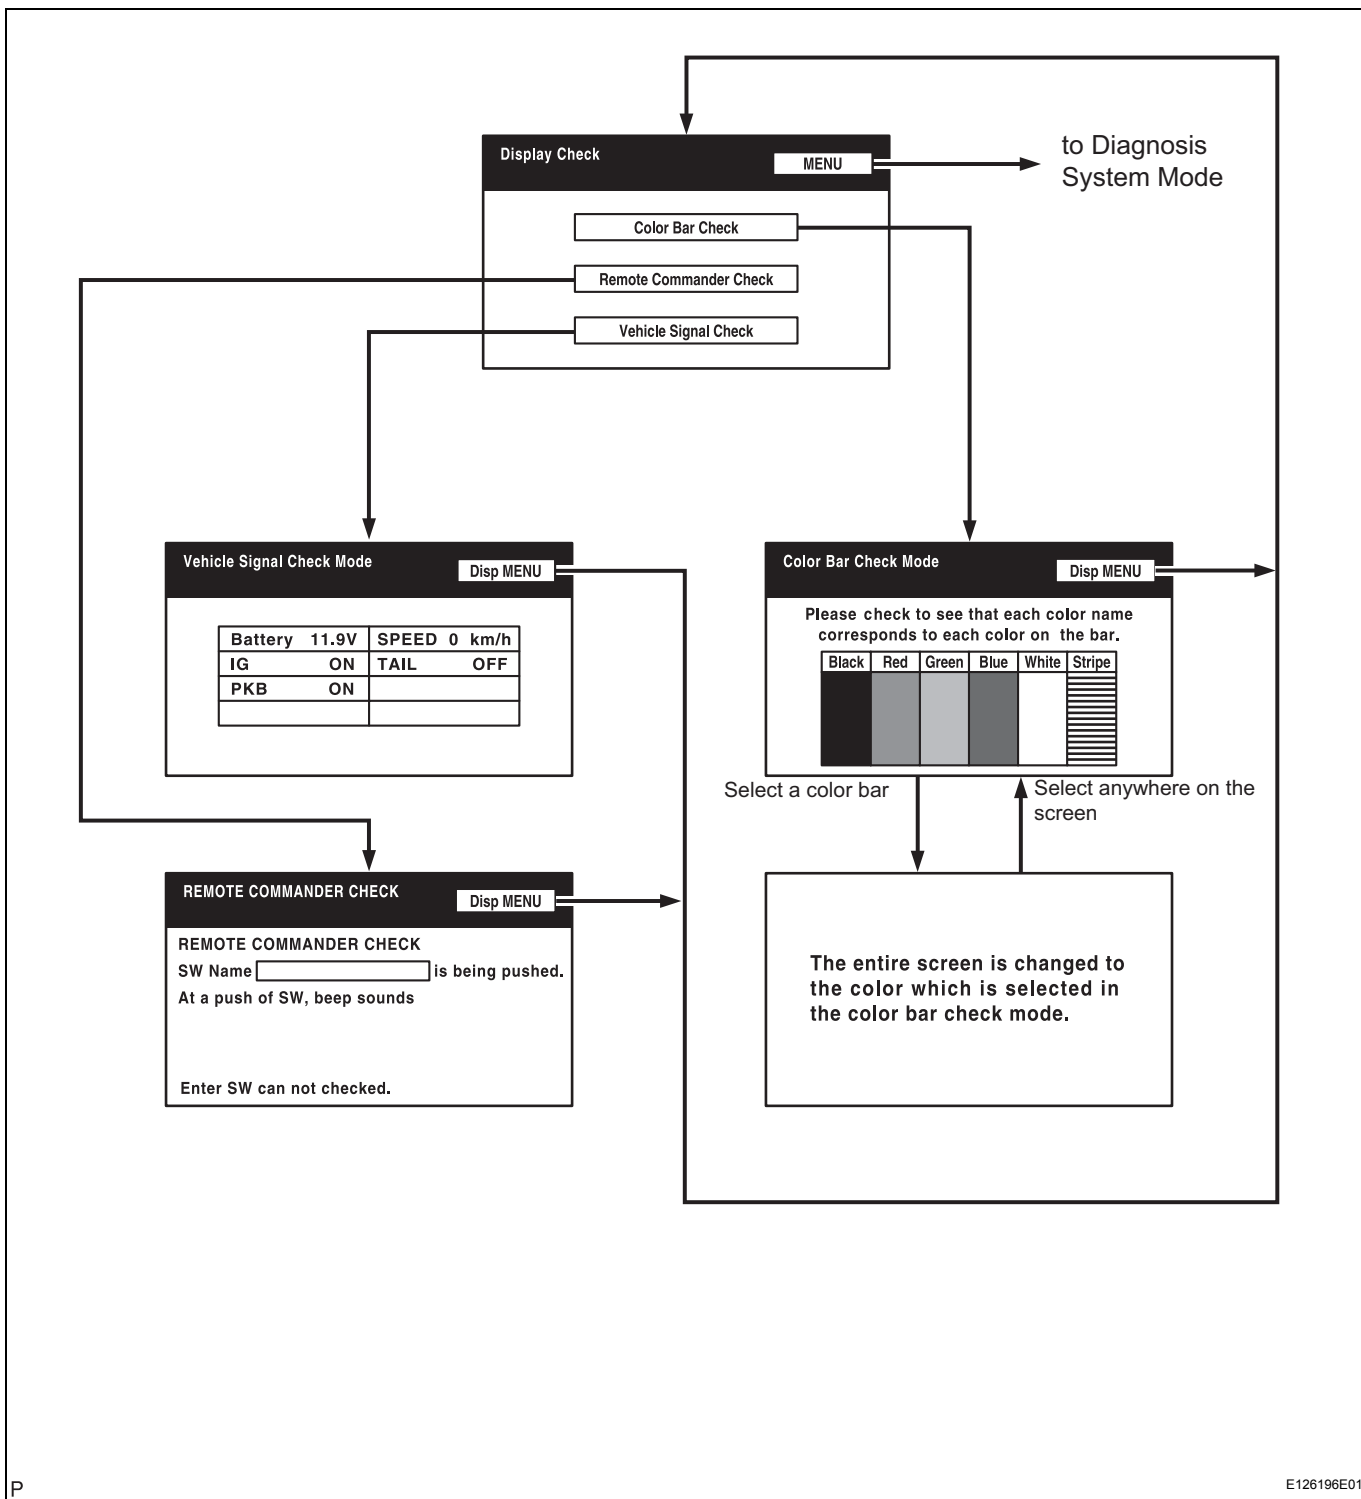 Display Check
MENU
to Diagnosis
System Mode
Color Bar Check
Remote Commander Check
Vehicle Signal Check
Vehicle Signal Check Mode
Disp MENU
Battery 11.9V SPEED 0 km/h
IG ON TAIL OFF
PKB ON
Color Bar Check Mode
Disp MENU
Please check to see that each color name
corresponds to each color on the bar.
Black Red Green Blue White Stripe
Select a color bar
Select anywhere on the
screen
REMOTE COMMANDER CHECK
Disp MENU
REMOTE COMMANDER CHECK
SW Name is being pushed.
At a push of SW, beep sounds
Enter SW can not checked.
The entire screen is changed to
the color which is selected in
the color bar check mode.
P
E126196E01